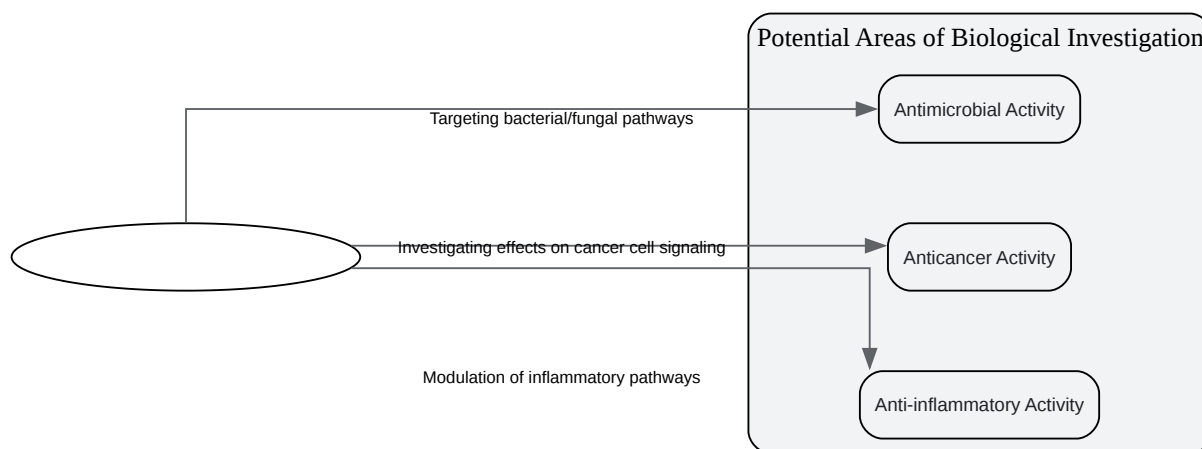 Potential Areas of Biological Investigation
Targeting bacterial/fungal pathways
Antimicrobial Activity
Investigating effects on cancer cell signaling
Anticancer Activity
Modulation of inflammatory pathways
Anti-inflammatory Activity